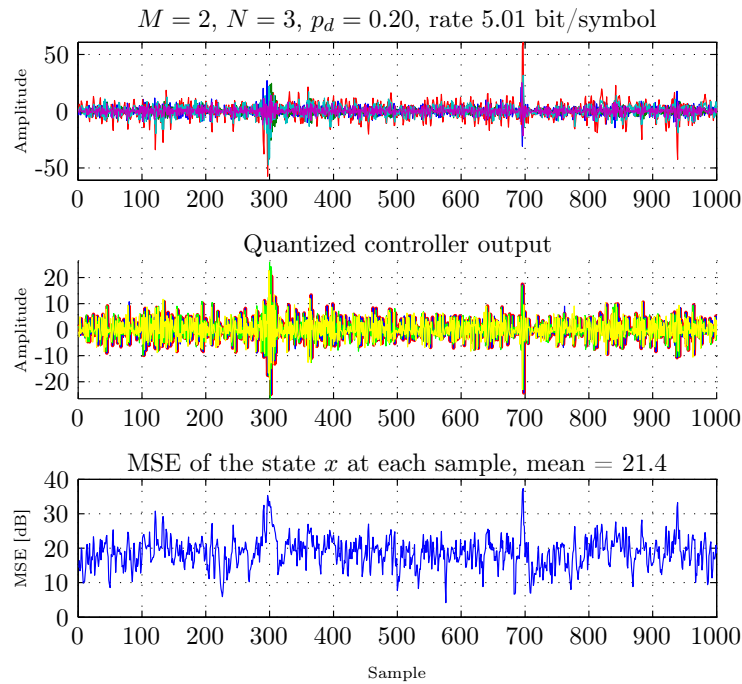 M = 2, N = 3, p_d = 0.20, rate 5.01 bit/symbol
Amplitude
50
0
-50
0 100 200 300 400 500 600 700 800 900 1000
Quantized controller output
Amplitude
20
10
0
-10
-20
0 100 200 300 400 500 600 700 800 900 1000
MSE of the state x at each sample, mean = 21.4
MSE [dB]
40
30
20
10
0
0 100 200 300 400 500 600 700 800 900 1000
Sample